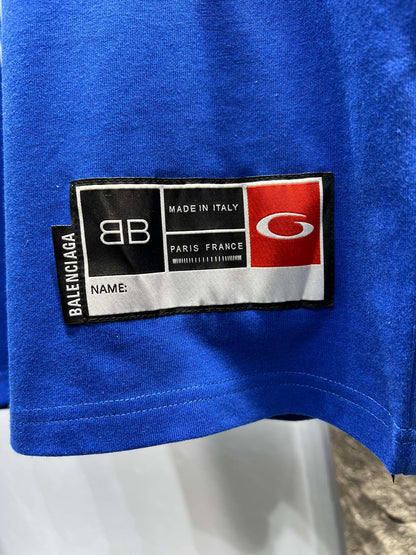 BALENCIAGA
BB
MADE IN ITALY
PARIS FRANCE
G
NAME: